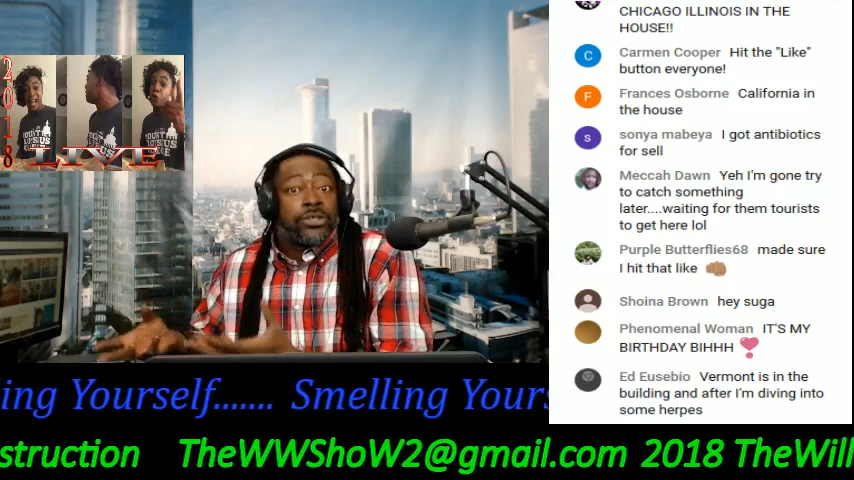 CHICAGO ILLINOIS IN THE
HOUSE!!
Carmen Cooper Hit the "Like"
button everyone!
Frances Osborne California in
the house
sonya mabeya I got antibiotics
for sell
Meccah Dawn Yeh I'm gone try
to catch something
later....waiting for them tourists
to get here lol
Purple Butterflies68 made sure
I hit that like
Shoina Brown hey suga
Phenomenal Woman IT'S MY
BIRTHDAY BIHHH
Ed Eusebio Vermont is in the
building and after I'm diving into
some herpes
2018
LIVE
C
F
s
ing Yourself....... Smelling Yours
struction TheWWShoW2@gmail.com 2018 TheWill